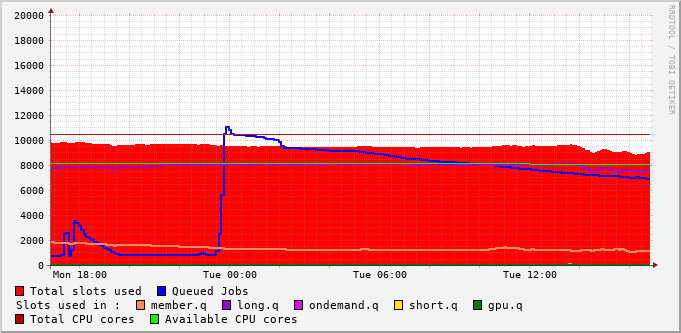 20000
18000
16000
14000
12000
10000
8000
6000
4000
2000
0
Mon 18:00 Tue 00:00 Tue 06:00 Tue 12:00
RRDTOOL / TOBI OETIKER
Total slots used Queued Jobs
Slots used in : member.q long.q ondemand.q short.q gpu.q
Total CPU cores Available CPU cores